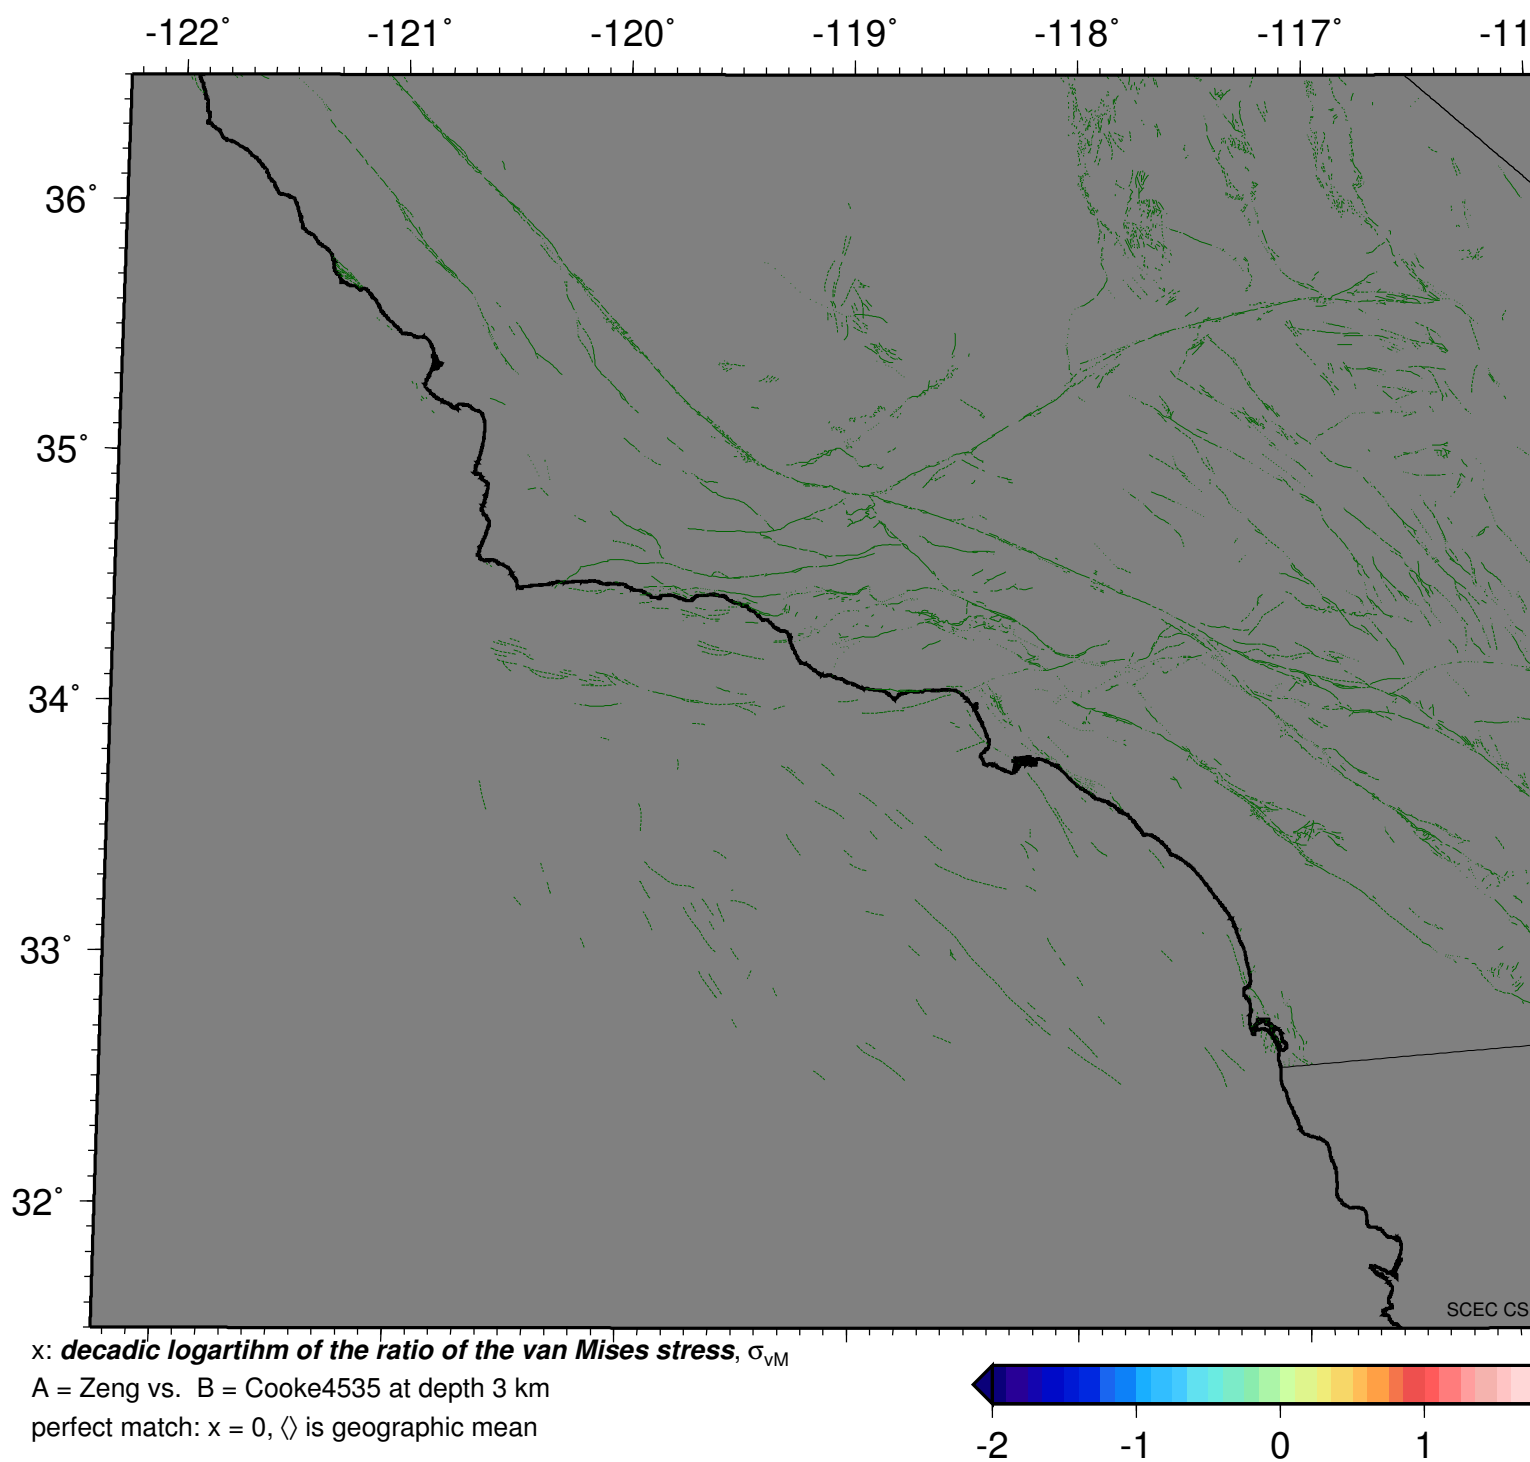 -122˚ -121˚ -120˚ -119˚ -118˚ -117˚ -11
36˚
35˚
34˚
33˚
32˚
SCEC CS
x: decadic logartihm of the ratio of the van Mises stress, σvM
A = Zeng vs. B = Cooke4535 at depth 3 km
perfect match: x = 0, ⟨⟩ is geographic mean
-2 -1 0 1